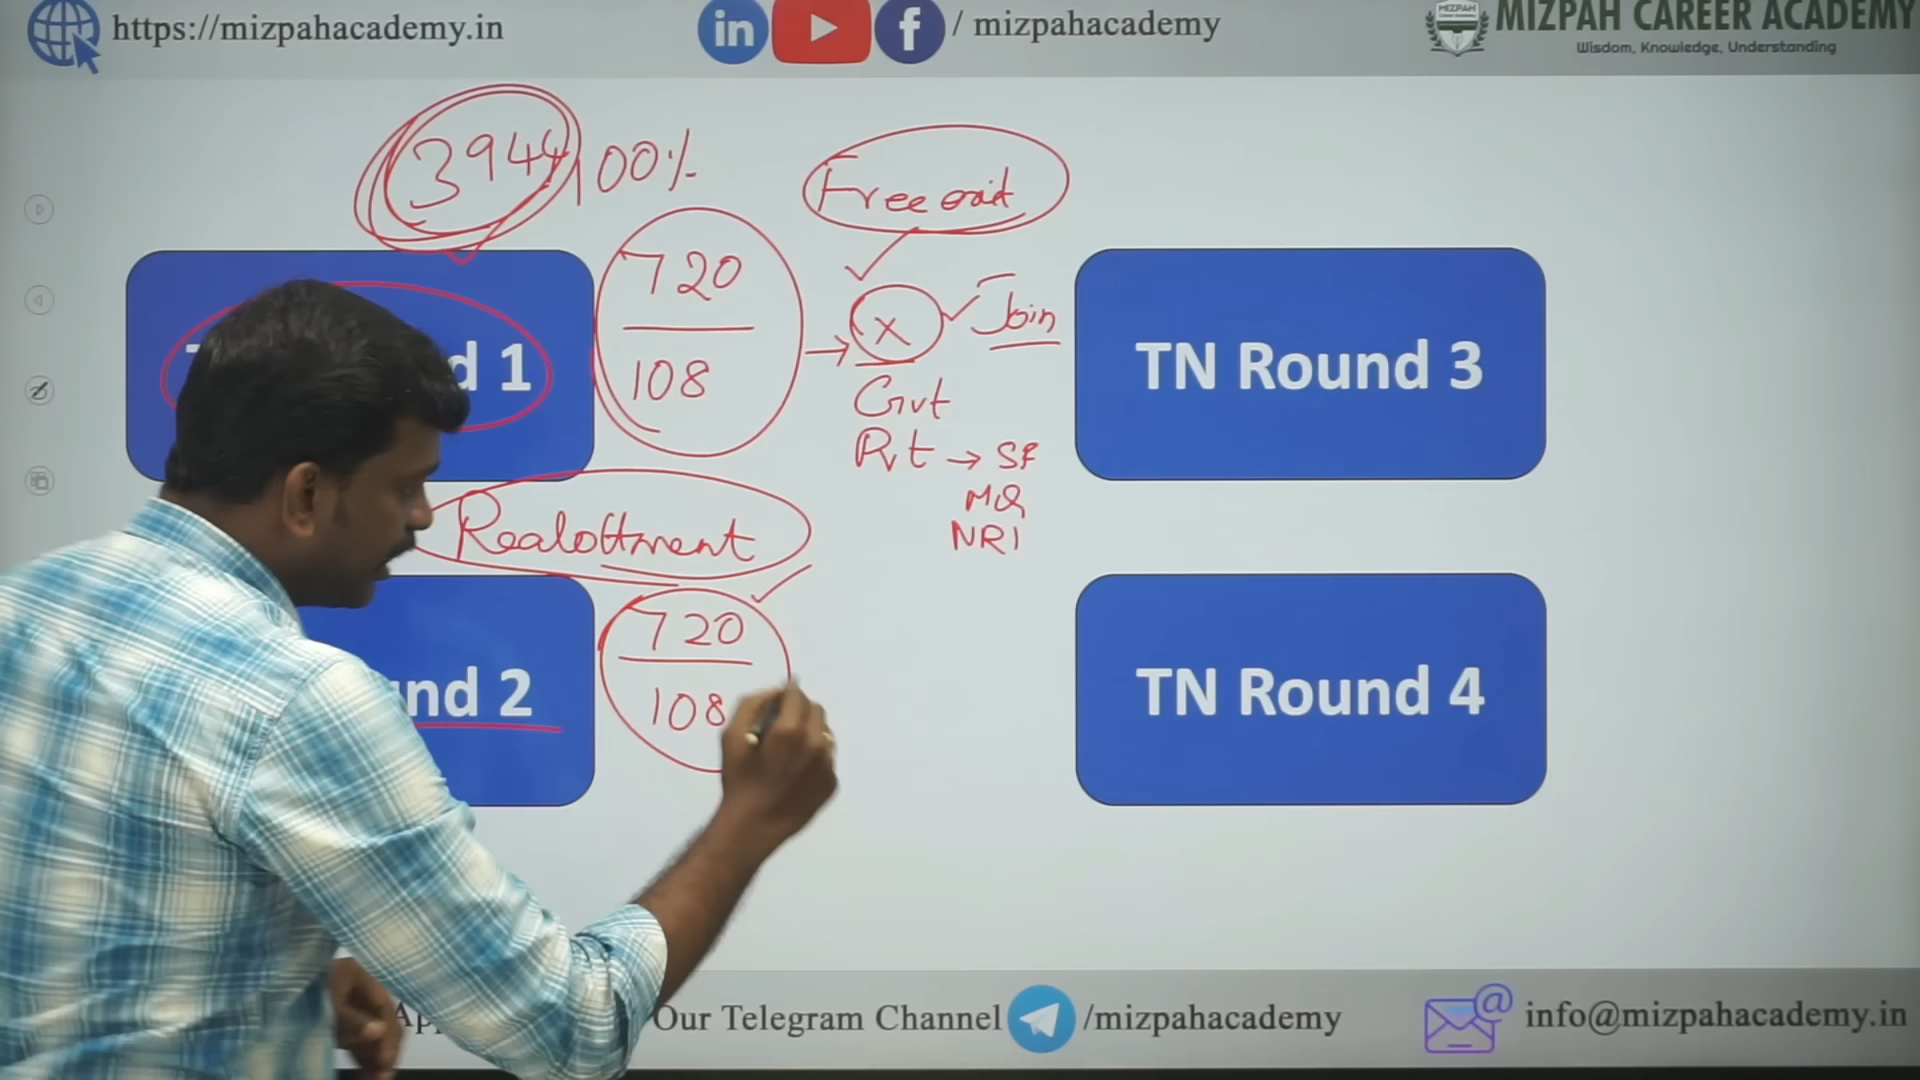 https://mizpahacademy.in
in f / mizpahacademy
MIZPAH CAREER ACADEMY
Wisdom, Knowledge, Understanding
3944 100%
Free exit
720
108
X Join
Govt
Pvt → SF
MQ
NRI
d 1
TN Round 3
Reallotment
720
108
nd 2
TN Round 4
Our Telegram Channel /mizpahacademy
info@mizpahacademy.in